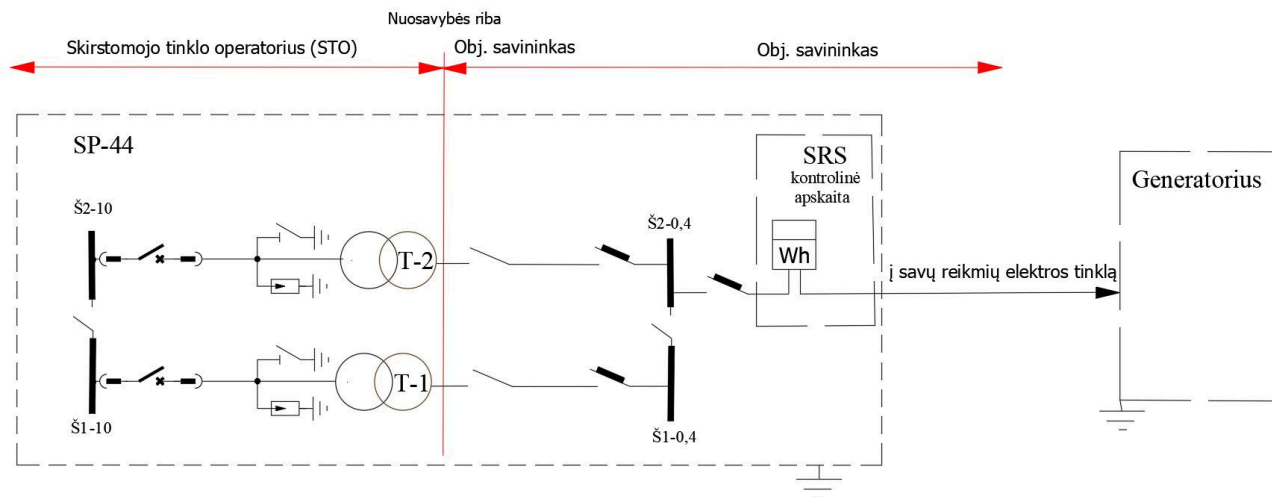 Nuosavybės riba
Skirstomojo tinklo operatorius (STO)
Obj. savininkas
Obj. savininkas
SP-44
SRS
kontrolinė
apskaita
Generatorius
Š2-10
Š2-0,4
T-2
Wh
į savų reikmių elektros tinklą
T-1
Š1-10
Š1-0,4